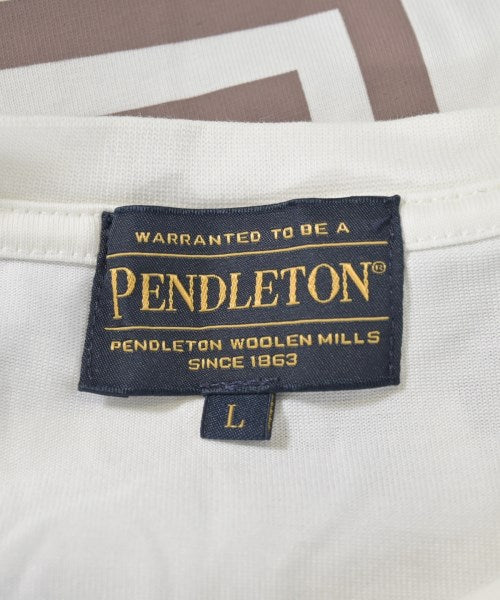 WARRANTED TO BE A
PENDLETON®
PENDLETON WOOLEN MILLS
SINCE 1863
L